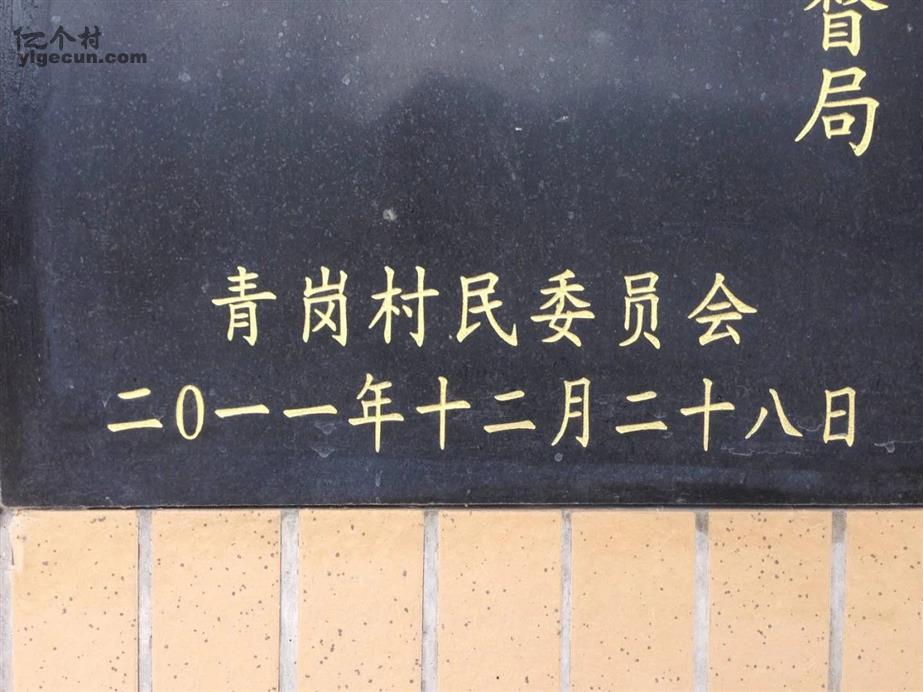 亿个村
yigecun.com
督局
青岗村民委员会
二0一一年十二月二十八日